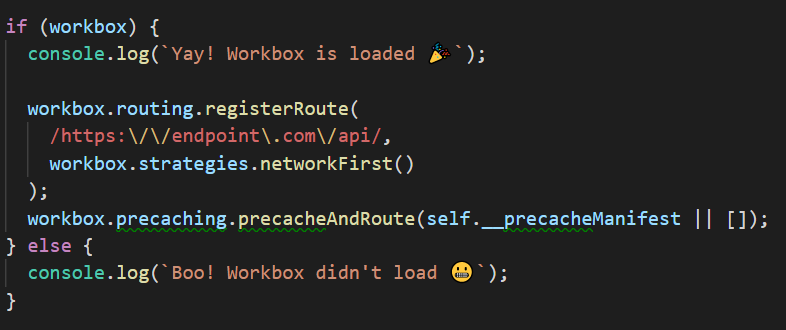 if (workbox) {
  console.log(`Yay! Workbox is loaded 🎉`);

  workbox.routing.registerRoute(
    /https:\/\/endpoint\.com\/api/,
    workbox.strategies.networkFirst()
  );
  workbox.precaching.precacheAndRoute(self.__precacheManifest || []);
} else {
  console.log(`Boo! Workbox didn't load 😬`);
}